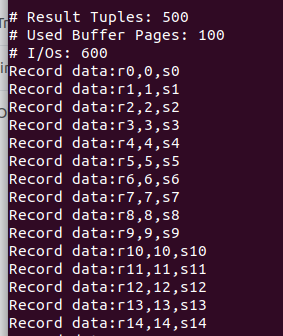 # Result Tuples: 500
# Used Buffer Pages: 100
# I/Os: 600
Record data:r0,0,s0
Record data:r1,1,s1
Record data:r2,2,s2
Record data:r3,3,s3
Record data:r4,4,s4
Record data:r5,5,s5
Record data:r6,6,s6
Record data:r7,7,s7
Record data:r8,8,s8
Record data:r9,9,s9
Record data:r10,10,s10
Record data:r11,11,s11
Record data:r12,12,s12
Record data:r13,13,s13
Record data:r14,14,s14